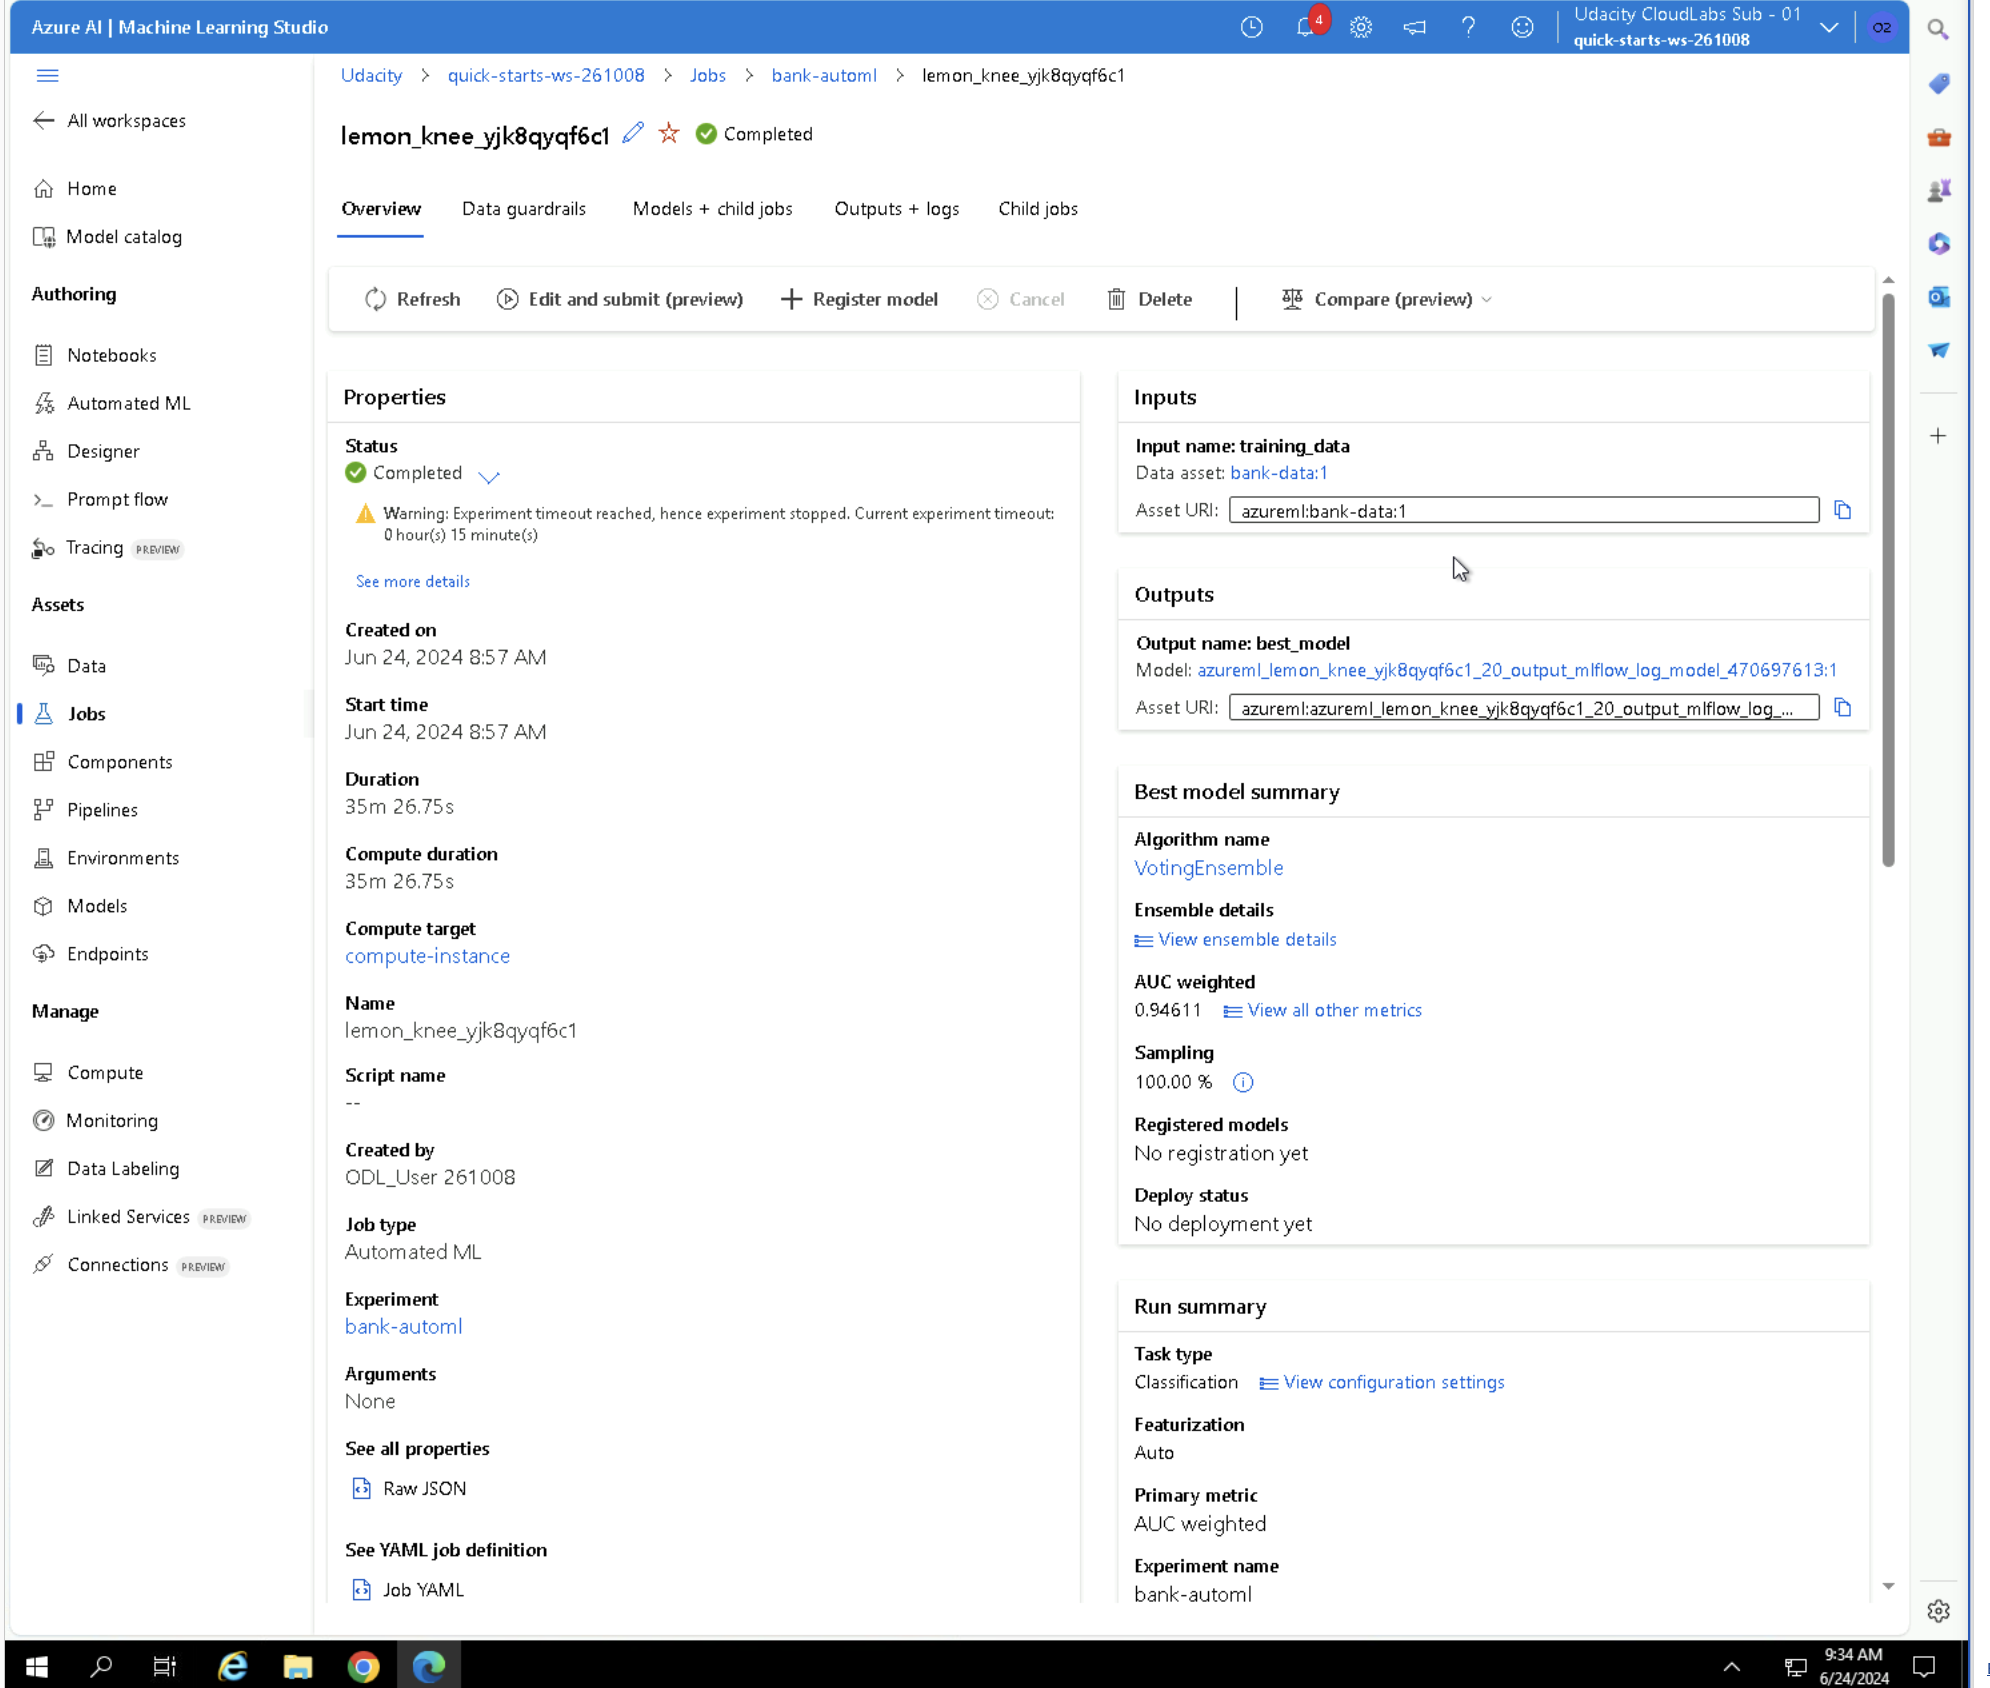 Azure AI | Machine Learning Studio
4
Udacity CloudLabs Sub - 01
quick-starts-ws-261008
O2
All workspaces
Home
Model catalog
Authoring
Notebooks
Automated ML
Designer
Prompt flow
Tracing PREVIEW
Assets
Data
Jobs
Components
Pipelines
Environments
Models
Endpoints
Manage
Compute
Monitoring
Data Labeling
Linked Services PREVIEW
Connections PREVIEW
Udacity > quick-starts-ws-261008 > Jobs > bank-automl > lemon_knee_yjk8qyqf6c1
lemon_knee_yjk8qyqf6c1 Completed
Overview Data guardrails Models + child jobs Outputs + logs Child jobs
Refresh Edit and submit (preview) Register model Cancel Delete Compare (preview)
Properties
Status
Completed
Warning: Experiment timeout reached, hence experiment stopped. Current experiment timeout:
0 hour(s) 15 minute(s)
See more details
Created on
Jun 24, 2024 8:57 AM
Start time
Jun 24, 2024 8:57 AM
Duration
35m 26.75s
Compute duration
35m 26.75s
Compute target
compute-instance
Name
lemon_knee_yjk8qyqf6c1
Script name
--
Created by
ODL_User 261008
Job type
Automated ML
Experiment
bank-automl
Arguments
None
See all properties
Raw JSON
See YAML job definition
Job YAML
Inputs
Input name: training_data
Data asset: bank-data:1
Asset URI: azureml:bank-data:1
Outputs
Output name: best_model
Model: azureml_lemon_knee_yjk8qyqf6c1_20_output_mlflow_log_model_470697613:1
Asset URI: azureml:azureml_lemon_knee_yjk8qyqf6c1_20_output_mlflow_log_...
Best model summary
Algorithm name
VotingEnsemble
Ensemble details
View ensemble details
AUC weighted
0.94611 View all other metrics
Sampling
100.00 %
Registered models
No registration yet
Deploy status
No deployment yet
Run summary
Task type
Classification View configuration settings
Featurization
Auto
Primary metric
AUC weighted
Experiment name
bank-automl
9:34 AM
6/24/2024